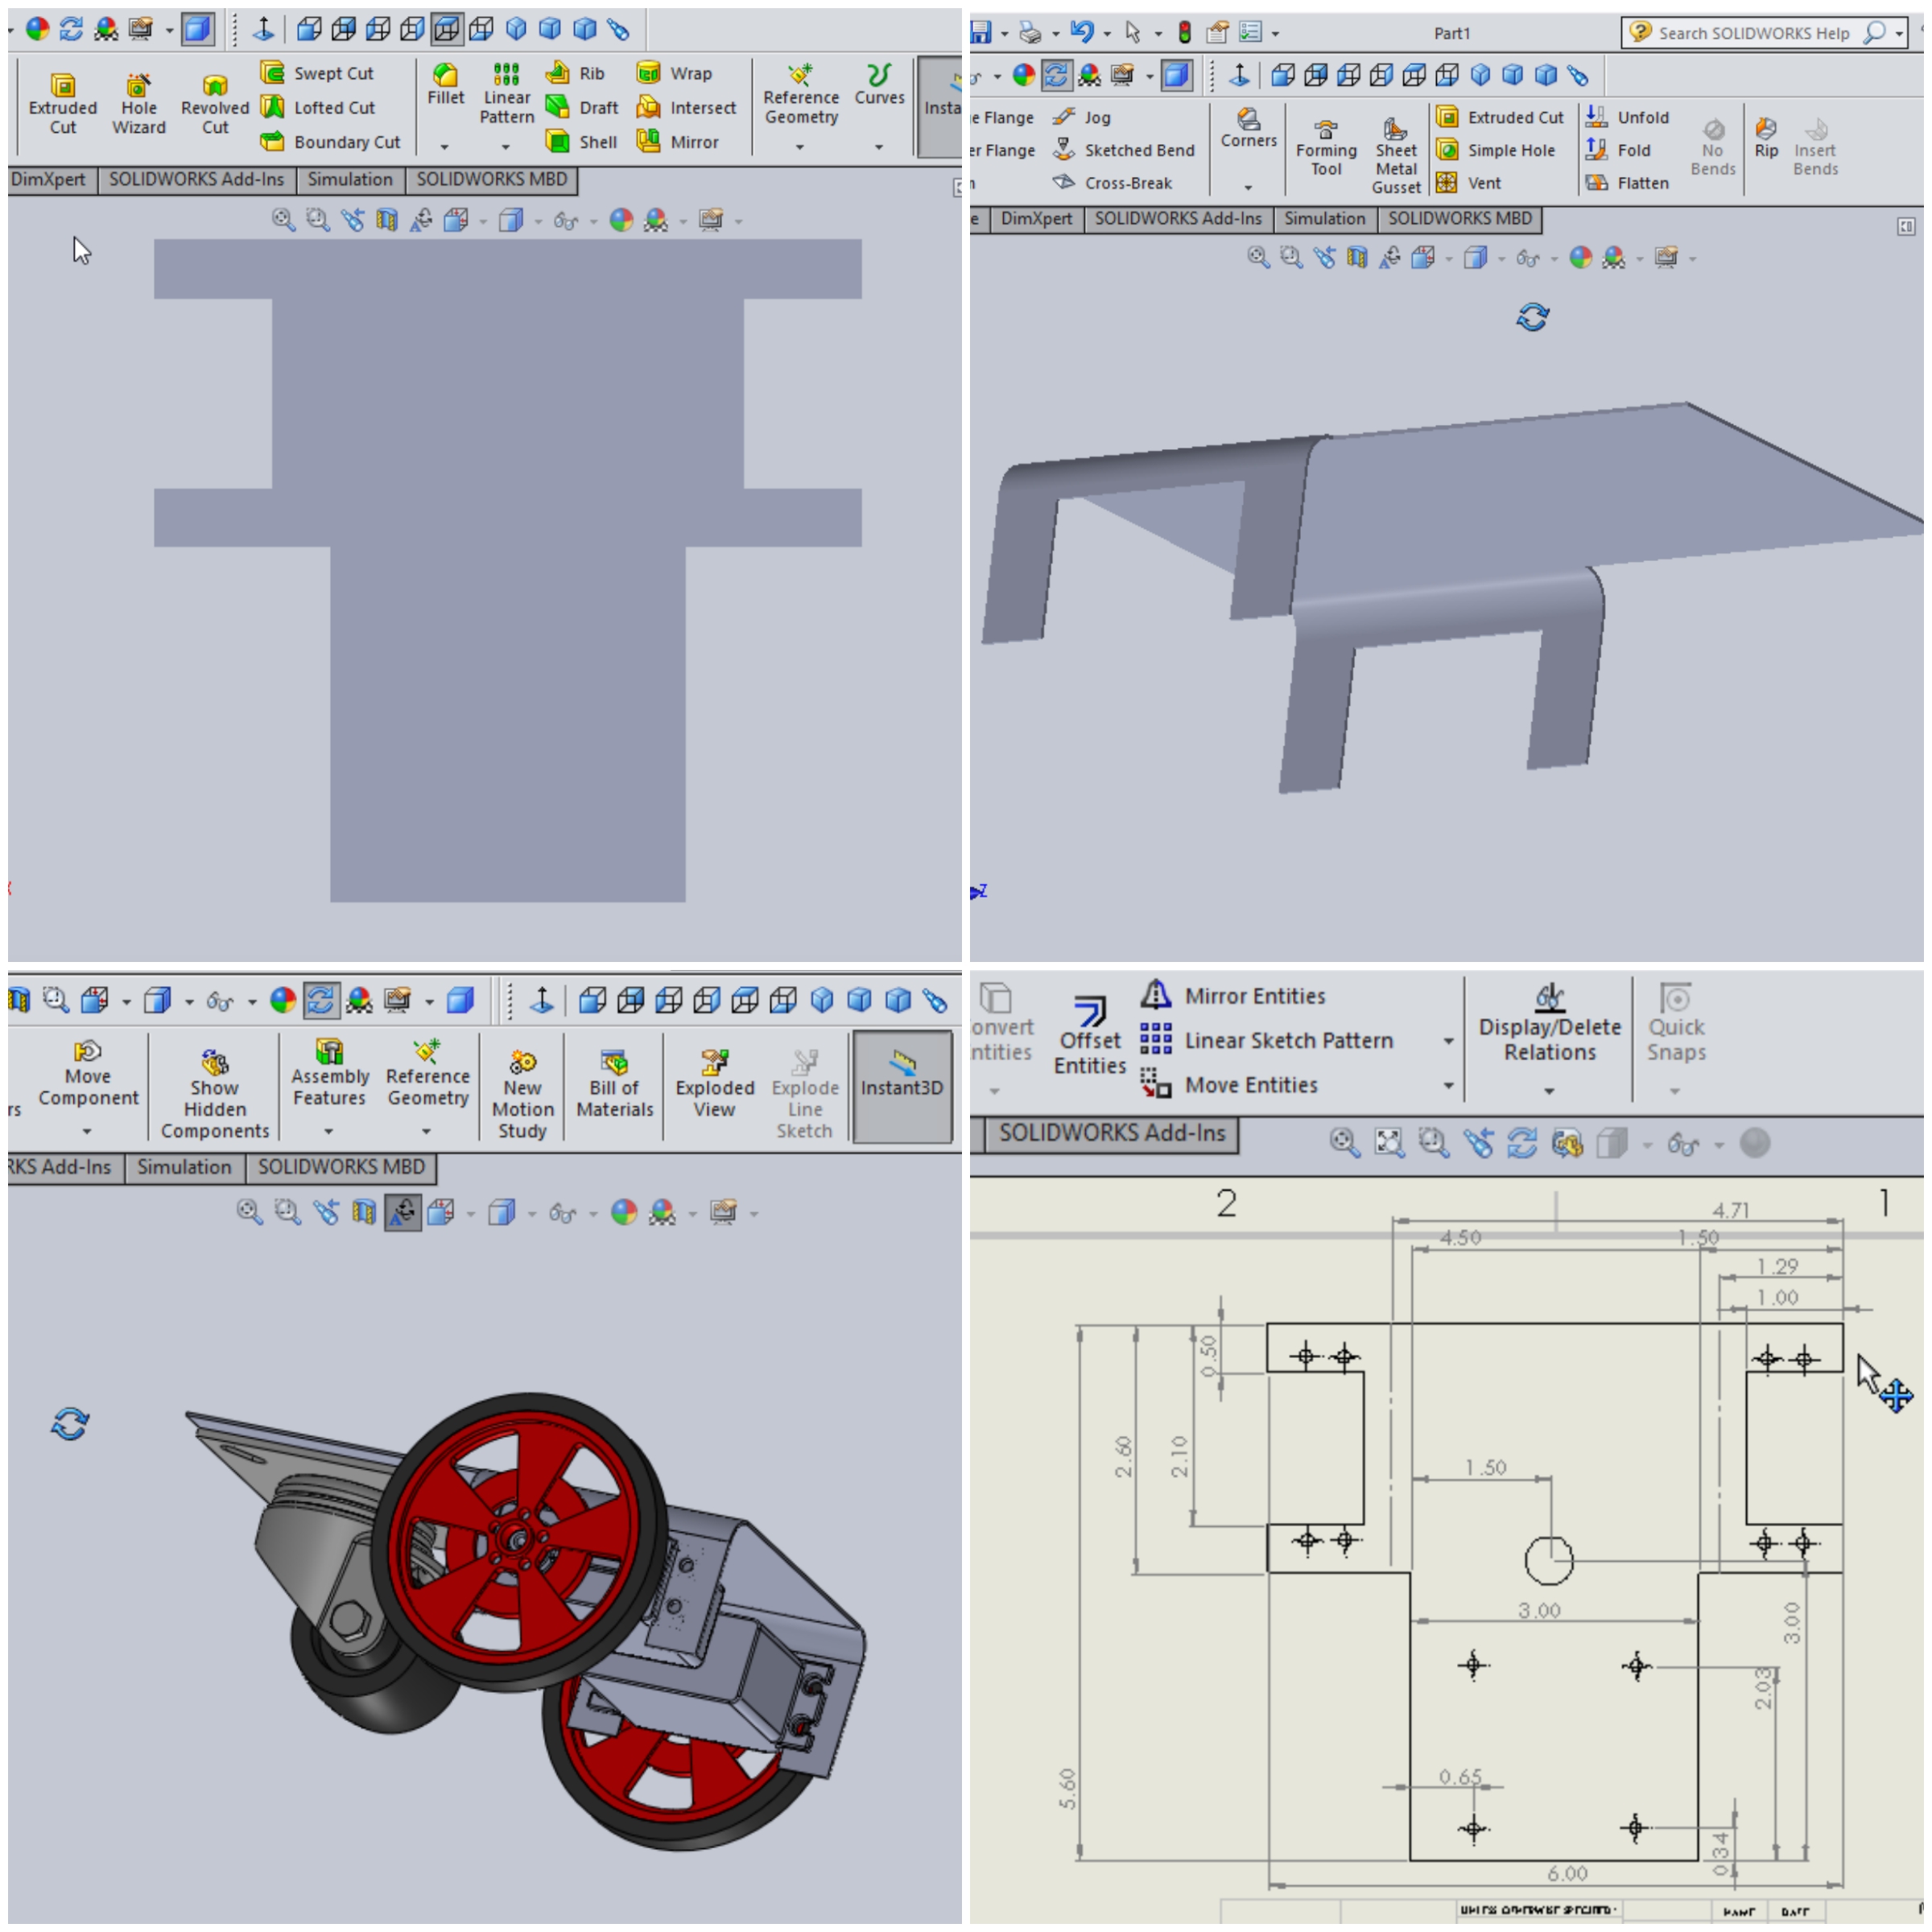 Extruded Cut
Hole Wizard
Revolved Cut
Swept Cut
Lofted Cut
Boundary Cut
Fillet
Linear Pattern
Rib
Draft
Shell
Wrap
Intersect
Mirror
Reference Geometry
Curves
Insta
DimXpert
SOLIDWORKS Add-Ins
Simulation
SOLIDWORKS MBD
X
Part1
Search SOLIDWORKS Help
e Flange
er Flange
Jog
Sketched Bend
Cross-Break
Corners
Forming Tool
Sheet Metal Gusset
Extruded Cut
Simple Hole
Vent
Unfold
Fold
Flatten
No Bends
Rip
Insert Bends
e
DimXpert
SOLIDWORKS Add-Ins
Simulation
SOLIDWORKS MBD
Z
rs
Move Component
Show Hidden Components
Assembly Features
Reference Geometry
New Motion Study
Bill of Materials
Exploded View
Explode Line Sketch
Instant3D
RKS Add-Ins
Simulation
SOLIDWORKS MBD
onvert
ntities
Offset Entities
Mirror Entities
Linear Sketch Pattern
Move Entities
Display/Delete Relations
Quick Snaps
SOLIDWORKS Add-Ins
2
1
4.71
4.50
1.50
1.29
1.00
0.50
2.60
2.10
1.50
3.00
3.00
2.03
0.65
5.60
0.34
6.00
UNLESS OTHERWISE SPECIFIED:
NAME
DATE